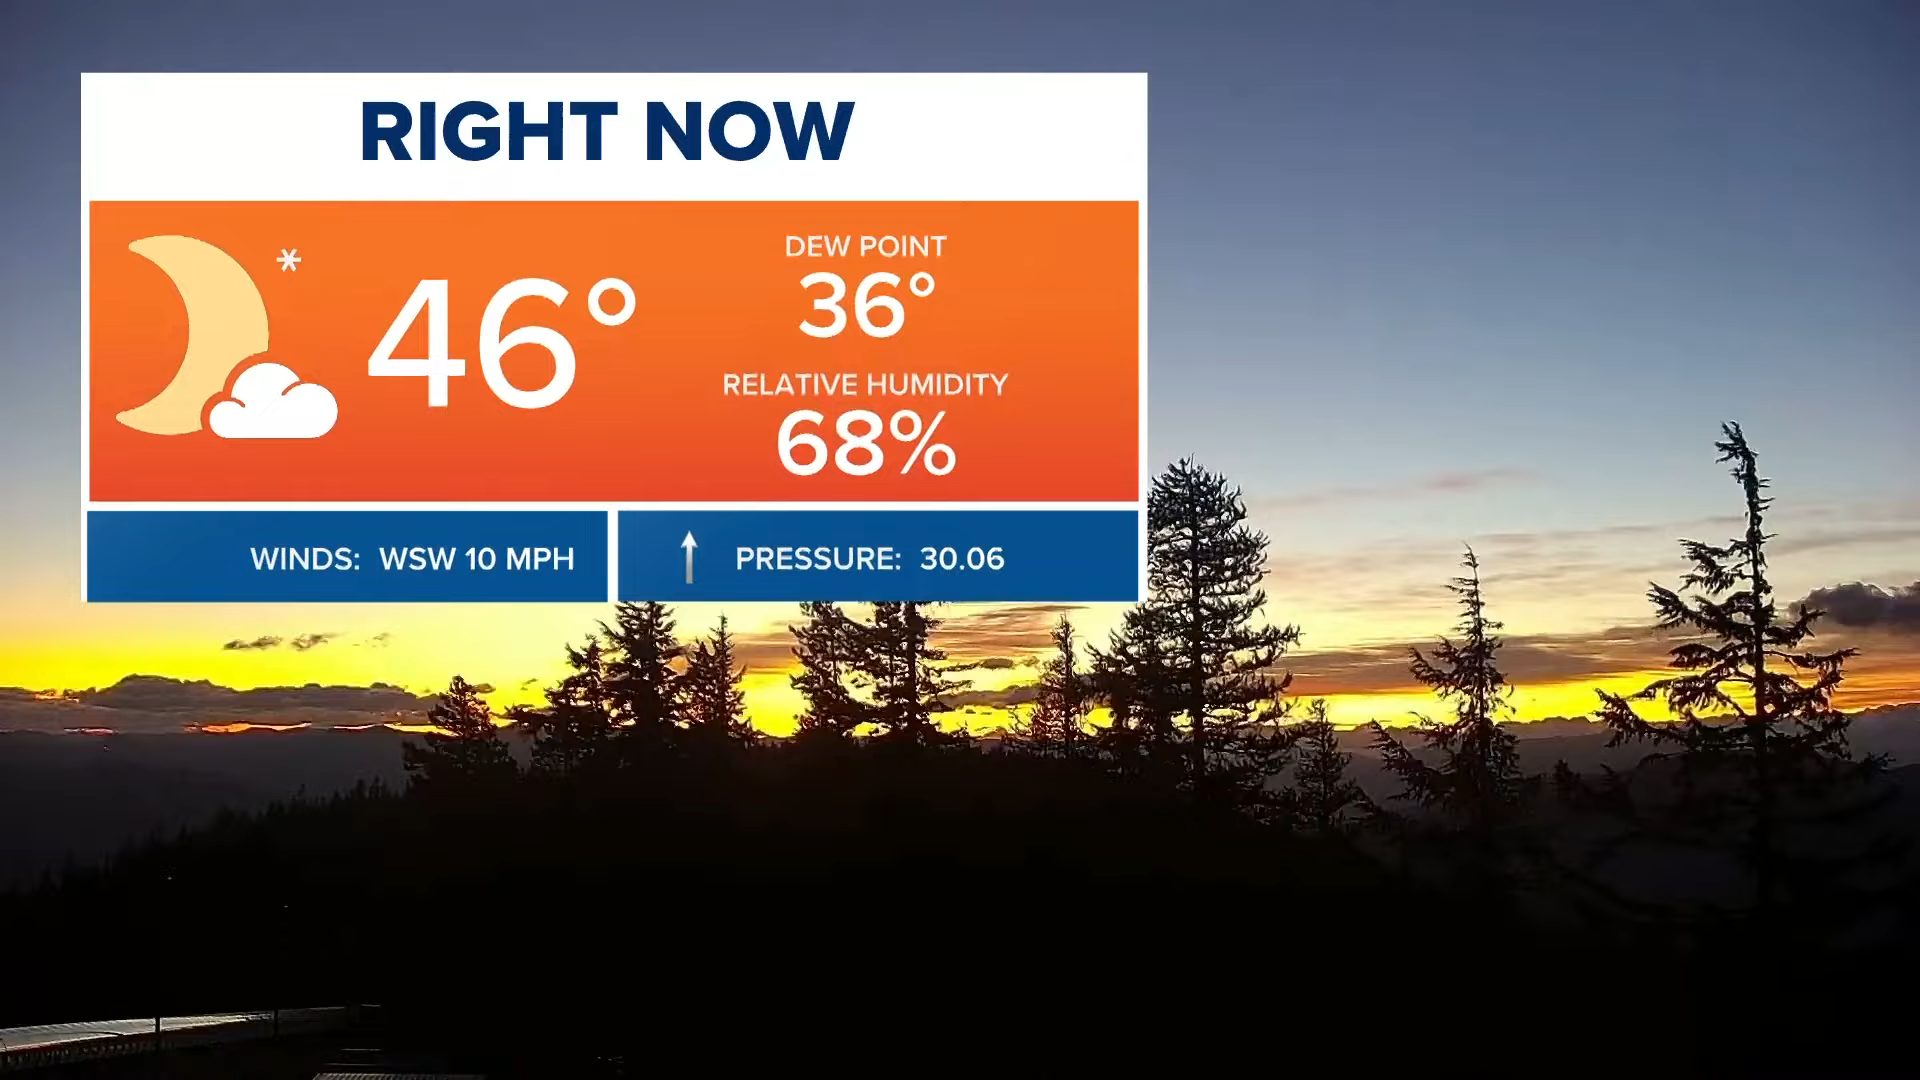 RIGHT NOW
46°
DEW POINT
36°
RELATIVE HUMIDITY
68%
WINDS: WSW 10 MPH
PRESSURE: 30.06